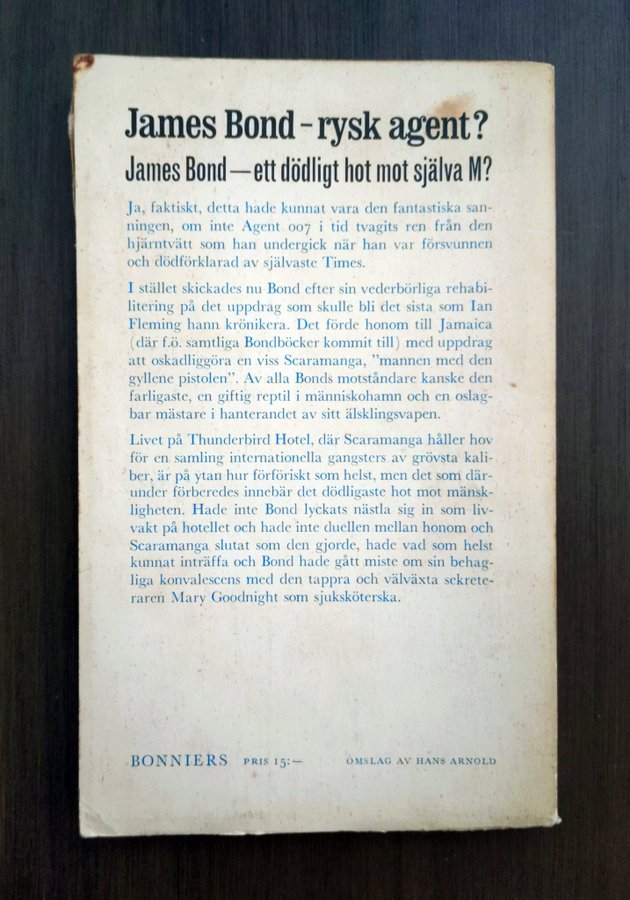 James Bond – rysk agent?
James Bond — ett dödligt hot mot själva M?
Ja, faktiskt, detta hade kunnat vara den fantastiska san-
ningen, om inte Agent 007 i tid tvagits ren från den
hjärntvätt som han undergick när han var försvunnen
och dödförklarad av självaste Times.
I stället skickades nu Bond efter sin vederbörliga rehabi-
litering på det uppdrag som skulle bli det sista som Ian
Fleming hann krönikera. Det förde honom till Jamaica
(där f.ö. samtliga Bondböcker kommit till) med uppdrag
att oskadliggöra en viss Scaramanga, ”mannen med den
gyllene pistolen”. Av alla Bonds motståndare kanske den
farligaste, en giftig reptil i människohamn och en oslag-
bar mästare i hanterandet av sitt älsklingsvapen.
Livet på Thunderbird Hotel, där Scaramanga håller hov
för en samling internationella gangsters av grövsta kali-
ber, är på ytan hur förföriskt som helst, men det som där-
under förberedes innebär det dödligaste hot mot mänsk-
ligheten. Hade inte Bond lyckats nästla sig in som liv-
vakt på hotellet och hade inte duellen mellan honom och
Scaramanga slutat som den gjorde, hade vad som helst
kunnat inträffa och Bond hade gått miste om sin behag-
liga konvalescens med den tappra och välväxta sekrete-
raren Mary Goodnight som sjuksköterska.
BONNIERS PRIS 15:— OMSLAG AV HANS ARNOLD